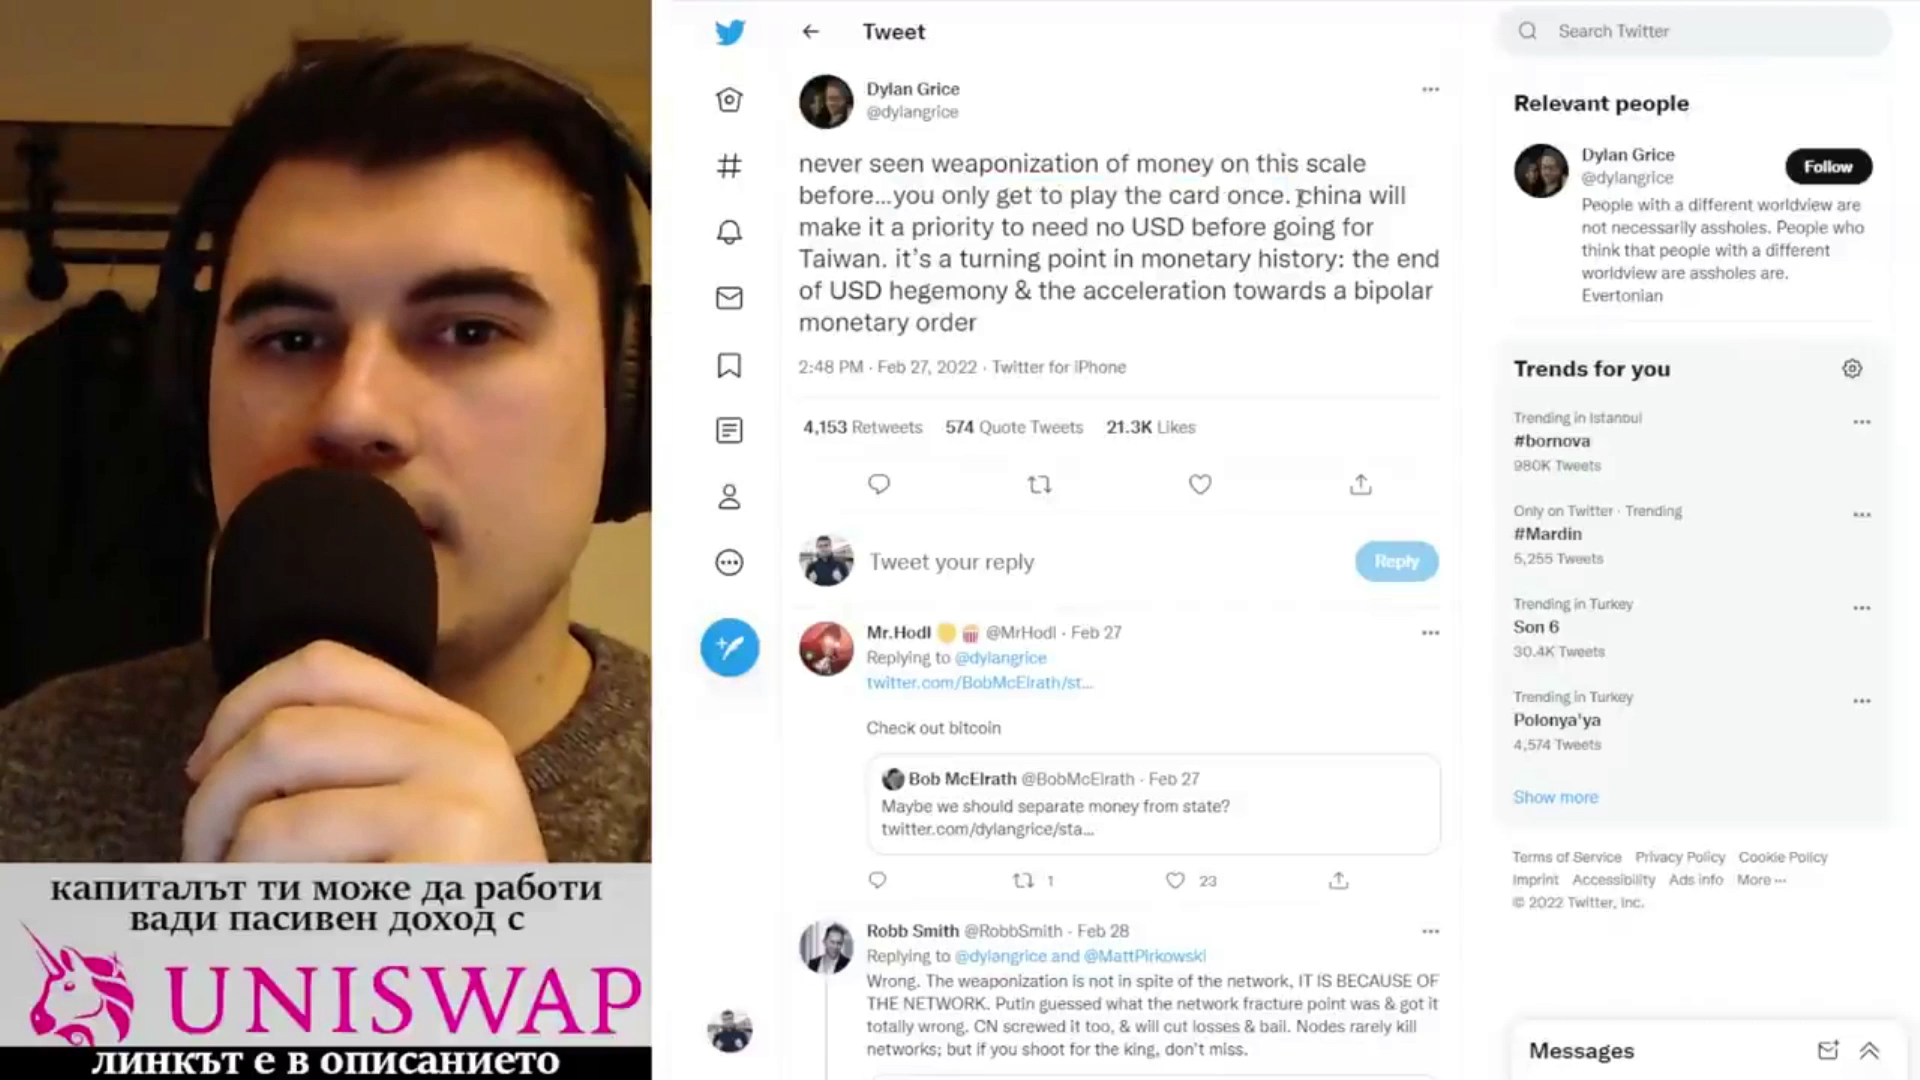 Tweet
Dylan Grice
@dylangrice
never seen weaponization of money on this scale
before...you only get to play the card once. china will
make it a priority to need no USD before going for
Taiwan. it's a turning point in monetary history: the end
of USD hegemony & the acceleration towards a bipolar
monetary order
2:48 PM · Feb 27, 2022 · Twitter for iPhone
4,153 Retweets 574 Quote Tweets 21.3K Likes
Tweet your reply
Reply
Mr.Hodl @MrHodl · Feb 27
Replying to @dylangrice
twitter.com/BobMcElrath/st...
Check out bitcoin
Bob McElrath @BobMcElrath · Feb 27
Maybe we should separate money from state?
twitter.com/dylangrice/sta...
1
23
Robb Smith @RobbSmith · Feb 28
Replying to @dylangrice and @MattPirkowski
Wrong. The weaponization is not in spite of the network, IT IS BECAUSE OF
THE NETWORK. Putin guessed what the network fracture point was & got it
totally wrong. CN screwed it too, & will cut losses & bail. Nodes rarely kill
networks; but if you shoot for the king, don't miss.
Search Twitter
Relevant people
Dylan Grice
@dylangrice
Follow
People with a different worldview are
not necessarily assholes. People who
think that people with a different
worldview are assholes are.
Evertonian
Trends for you
Trending in Istanbul
#bornova
980K Tweets
Only on Twitter · Trending
#Mardin
5,255 Tweets
Trending in Turkey
Son 6
30.4K Tweets
Trending in Turkey
Polonya'ya
4,574 Tweets
Show more
Terms of Service Privacy Policy Cookie Policy
Imprint Accessibility Ads info More ···
© 2022 Twitter, Inc.
Messages
капиталът ти може да работи
вади пасивен доход с
UNISWAP
линкът е в описанието